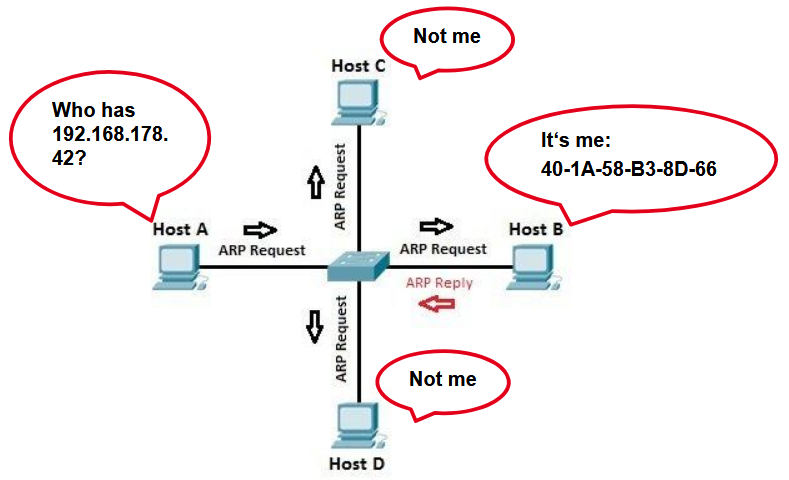 Not me
Host C
Who has
192.168.178.
42?
It's me:
40-1A-58-B3-8D-66
ARP Request
Host A
Host B
ARP Request
ARP Request
ARP Reply
ARP Request
Not me
Host D